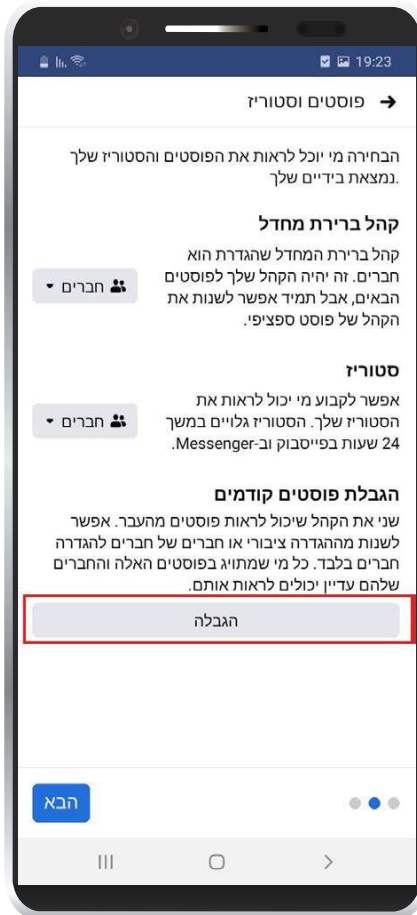 19:23
פוסטים וסטוריז
הבחירה מי יוכל לראות את הפוסטים והסטוריז שלך
נמצאת בידיים שלך.
קהל ברירת מחדל
קהל ברירת המחדל שהגדרת הוא
חברים. זה יהיה הקהל שלך לפוסטים
הבאים, אבל תמיד אפשר לשנות את
הקהל של פוסט ספציפי.
חברים
סטוריז
אפשר לקבוע מי יכול לראות את
הסטוריז שלך. הסטוריז גלויים במשך
24 שעות בפייסבוק וב-Messenger.
חברים
הגבלת פוסטים קודמים
שני את הקהל שיכול לראות פוסטים מהעבר. אפשר
לשנות מההגדרה ציבורי או חברים של חברים להגדרה
חברים בלבד. כל מי שמתויג בפוסטים האלה והחברים
שלהם עדיין יכולים לראות אותם.
הגבלה
הבא